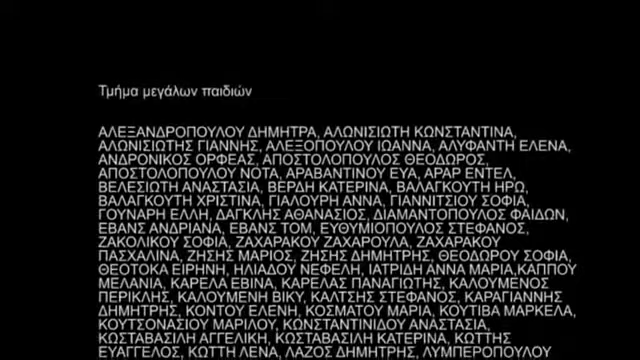 Τμήμα μεγάλων παιδιών
ΑΛΕΞΑΝΔΡΟΠΟΥΛΟΥ ΔΗΜΗΤΡΑ, ΑΛΩΝΙΣΙΩΤΗ ΚΩΝΣΤΑΝΤΙΝΑ,
ΑΛΩΝΙΣΙΩΤΗΣ ΓΙΑΝΝΗΣ, ΑΛΕΞΟΠΟΥΛΟΥ ΙΩΑΝΝΑ, ΑΛΥΦΑΝΤΗ ΕΛΕΝΑ,
ΑΝΔΡΟΝΙΚΟΣ ΟΡΦΕΑΣ, ΑΠΟΣΤΟΛΟΠΟΥΛΟΣ ΘΕΟΔΩΡΟΣ,
ΑΠΟΣΤΟΛΟΠΟΥΛΟΥ ΝΟΤΑ, ΑΡΑΒΑΝΤΙΝΟΥ ΕΥΑ, ΑΡΑΡ ΕΝΤΕΛ,
ΒΕΛΕΣΙΩΤΗ ΑΝΑΣΤΑΣΙΑ, ΒΕΡΔΗ ΚΑΤΕΡΙΝΑ, ΒΑΛΑΓΚΟΥΤΗ ΗΡΩ,
ΒΑΛΑΓΚΟΥΤΗ ΧΡΙΣΤΙΝΑ, ΓΙΑΛΟΥΡΗ ΑΝΝΑ, ΓΙΑΝΝΙΤΣΙΟΥ ΣΟΦΙΑ,
ΓΟΥΝΑΡΗ ΕΛΛΗ, ΔΑΓΚΛΗΣ ΑΘΑΝΑΣΙΟΣ, ΔΙΑΜΑΝΤΟΠΟΥΛΟΣ ΦΑΙΔΩΝ,
ΕΒΑΝΣ ΑΝΔΡΙΑΝΑ, ΕΒΑΝΣ ΤΟΜ, ΕΥΘΥΜΙΟΠΟΥΛΟΣ ΣΤΕΦΑΝΟΣ,
ΖΑΚΟΛΙΚΟΥ ΣΟΦΙΑ, ΖΑΧΑΡΑΚΟΥ ΖΑΧΑΡΟΥΛΑ, ΖΑΧΑΡΑΚΟΥ
ΠΑΣΧΑΛΙΝΑ, ΖΗΣΗΣ ΜΑΡΙΟΣ, ΖΗΣΗΣ ΔΗΜΗΤΡΗΣ, ΘΕΟΔΩΡΟΥ ΣΟΦΙΑ,
ΘΕΟΤΟΚΑ ΕΙΡΗΝΗ, ΗΛΙΑΔΟΥ ΝΕΦΕΛΗ, ΙΑΤΡΙΔΗ ΑΝΝΑ ΜΑΡΙΑ,ΚΑΠΠΟΥ
ΜΕΛΑΝΙΑ, ΚΑΡΕΛΑ ΕΒΙΝΑ, ΚΑΡΕΛΑΣ ΠΑΝΑΓΙΩΤΗΣ, ΚΑΛΟΥΜΕΝΟΣ
ΠΕΡΙΚΛΗΣ, ΚΑΛΟΥΜΕΝΗ ΒΙΚΥ, ΚΑΛΤΣΗΣ ΣΤΕΦΑΝΟΣ, ΚΑΡΑΓΙΑΝΝΗΣ
ΔΗΜΗΤΡΗΣ, ΚΟΝΤΟΥ ΕΛΕΝΗ, ΚΟΣΜΑΤΟΥ ΜΑΡΙΑ, ΚΟΥΤΙΒΑ ΜΑΡΚΕΛΑ,
ΚΟΥΤΣΟΝΑΣΙΟΥ ΜΑΡΙΛΟΥ, ΚΩΝΣΤΑΝΤΙΝΙΔΟΥ ΑΝΑΣΤΑΣΙΑ,
ΚΩΣΤΑΒΑΣΙΛΗ ΑΓΓΕΛΙΚΗ, ΚΩΣΤΑΒΑΣΙΛΗ ΚΑΤΕΡΙΝΑ, ΚΩΤΤΗΣ
ΕΥΑΓΓΕΛΟΣ, ΚΩΤΤΗ ΛΕΝΑ, ΛΑΖΟΣ ΔΗΜΗΤΡΗΣ, ΛΥΜΠΕΡΟΠΟΥΛΟΥ